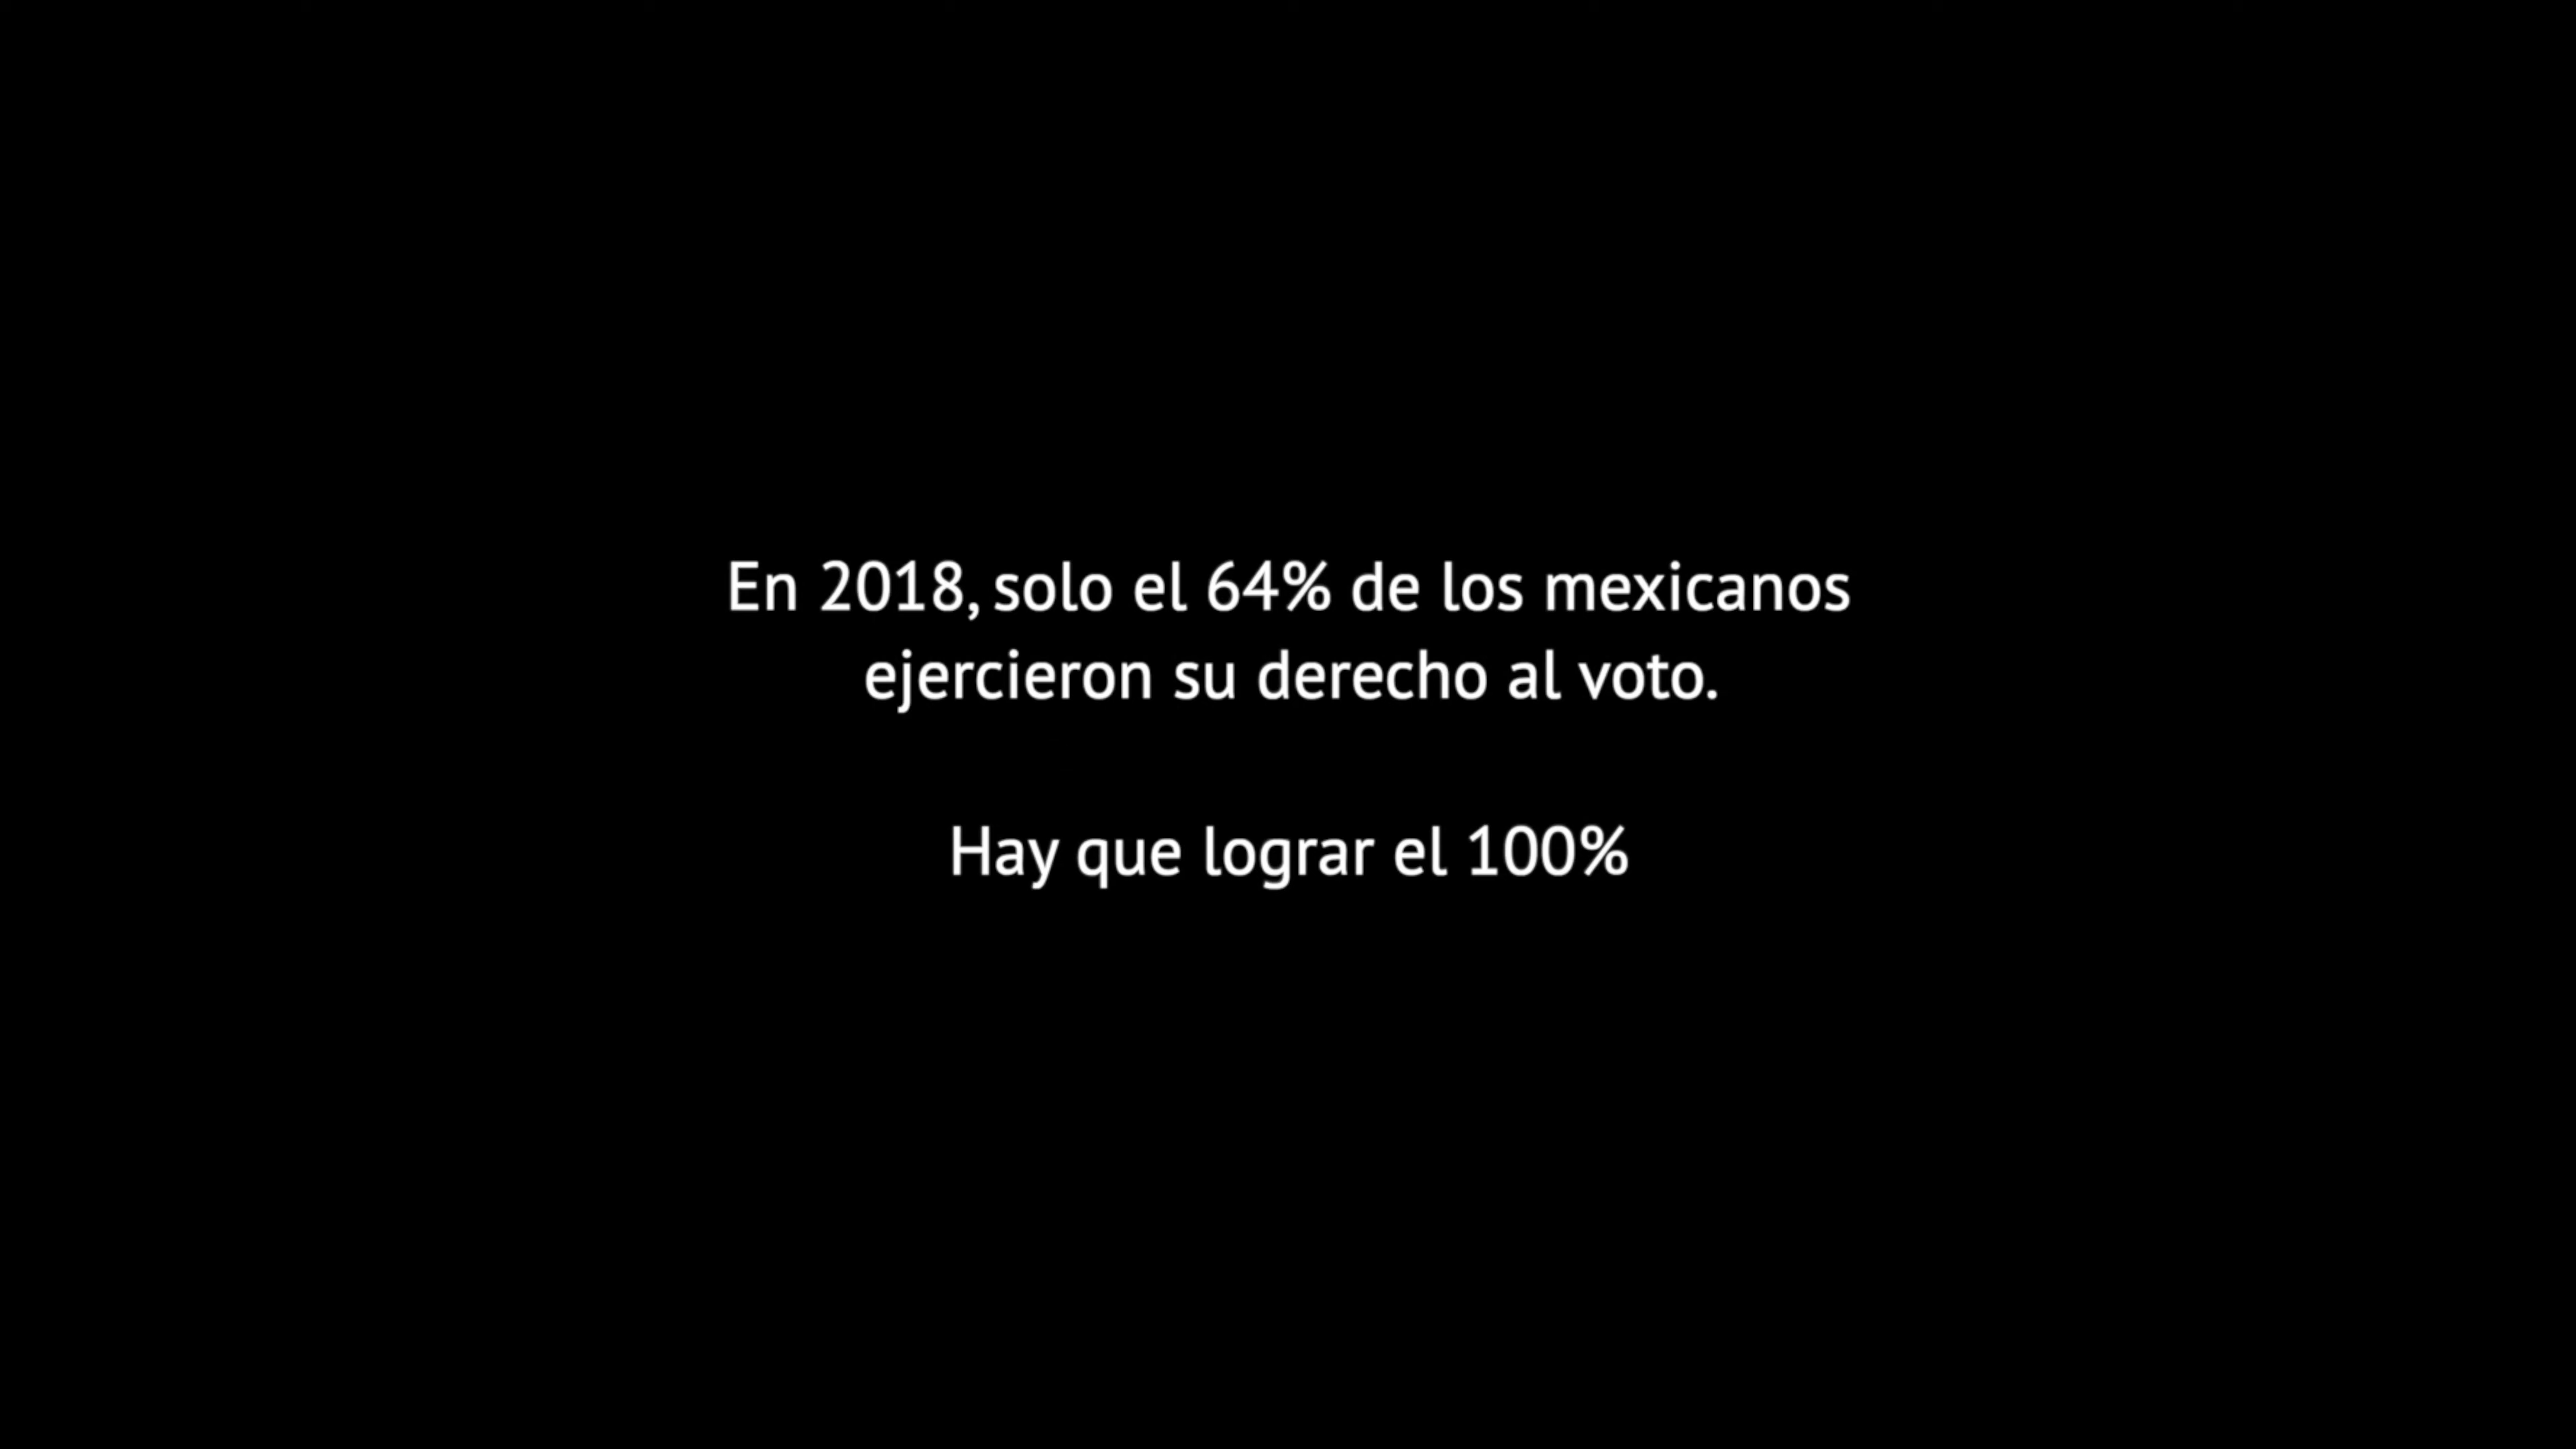 En 2018, solo el 64% de los mexicanos
ejercieron su derecho al voto.
Hay que lograr el 100%